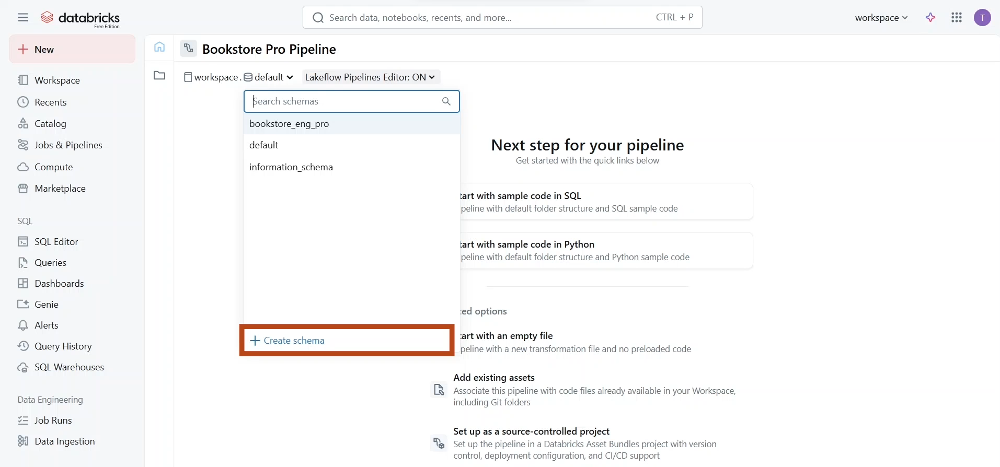 databricks
Free Edition
Search data, notebooks, recents, and more...
CTRL + P
workspace
T
New
Workspace
Recents
Catalog
Jobs & Pipelines
Compute
Marketplace
SQL
SQL Editor
Queries
Dashboards
Genie
Alerts
Query History
SQL Warehouses
Data Engineering
Job Runs
Data Ingestion
Bookstore Pro Pipeline
workspace . default
Lakeflow Pipelines Editor: ON
Search schemas
bookstore_eng_pro
default
information_schema
Create schema
Next step for your pipeline
Get started with the quick links below
tart with sample code in SQL
peline with default folder structure and SQL sample code
tart with sample code in Python
peline with default folder structure and Python sample code
ced options
tart with an empty file
peline with a new transformation file and no preloaded code
Add existing assets
Associate this pipeline with code files already available in your Workspace,
including Git folders
Set up as a source-controlled project
Set up the pipeline in a Databricks Asset Bundles project with version
control, deployment configuration, and CI/CD support